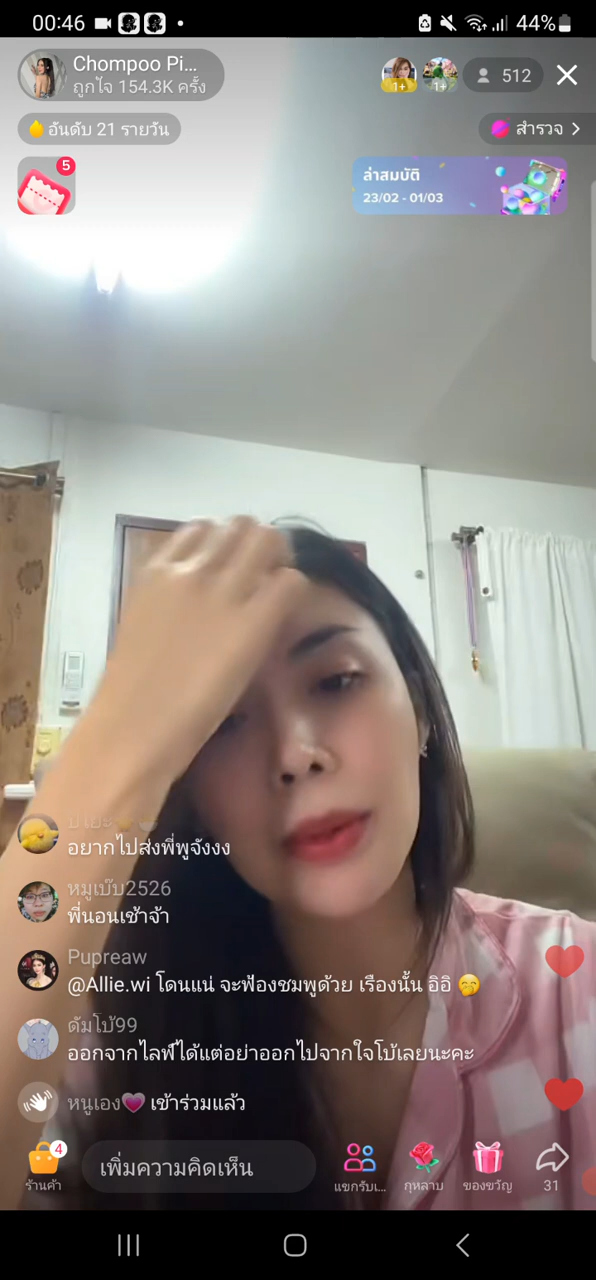 00:46
44%
Chompoo Pi...
ถูกใจ 154.3K ครั้ง
1+
1+
512
อันดับ 21 รายวัน
สำรวจ
5
ล่าสมบัติ
23/02 - 01/03
อยากไปส่งพี่พูจังงง
หมูเบ๊บ2526
พี่นอนเช้าจ้า
Pupreaw
@Allie.wi โดนแน่ จะฟ้องชมพูด้วย เรื่องนั้น อิอิ 🤭
ดัมโบ้99
ออกจากไลฟ์ได้แต่อย่าออกไปจากใจโบ้เลยนะคะ
หนูเอง💗 เข้าร่วมแล้ว
4
ร้านค้า
เพิ่มความคิดเห็น
แขกรับเ...
กุหลาบ
ของขวัญ
31